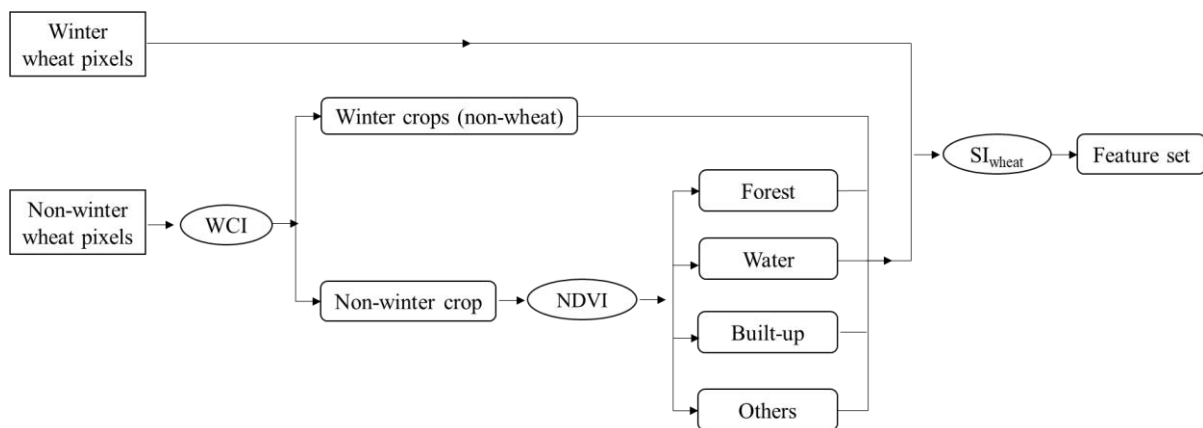 Winter
wheat pixels
Winter crops (non-wheat)
SIwheat
Feature set
Forest
Non-winter
wheat pixels
WCI
Water
Non-winter crop
NDVI
Built-up
Others